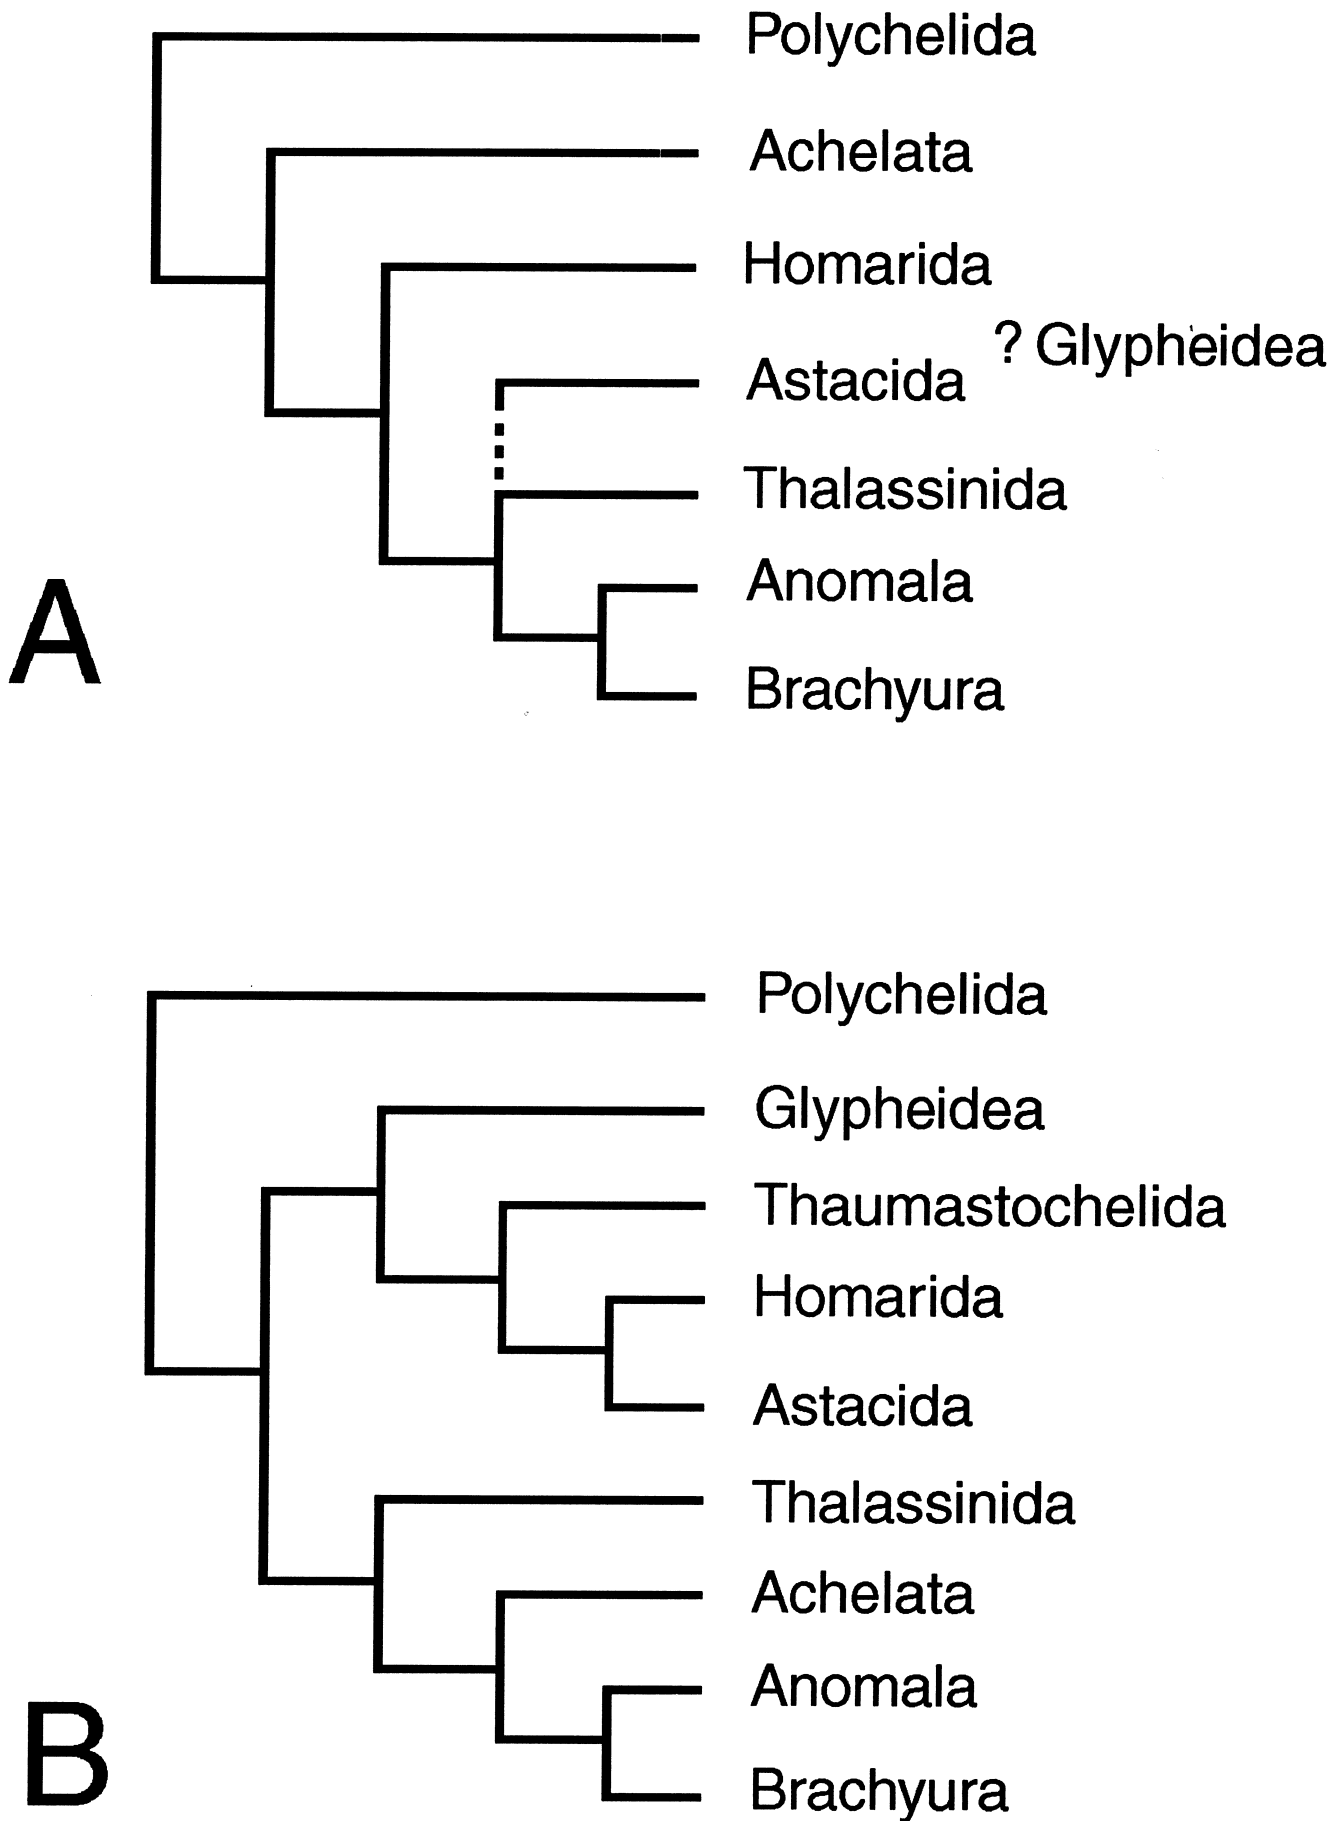 Polychelida
Achelata
Homarida
? Glypheidea
Astacida
Thalassinida
Anomala
A
Brachyura
Polychelida
Glypheidea
Thaumastochelida
Homarida
Astacida
Thalassinida
Achelata
Anomala
B
Brachyura